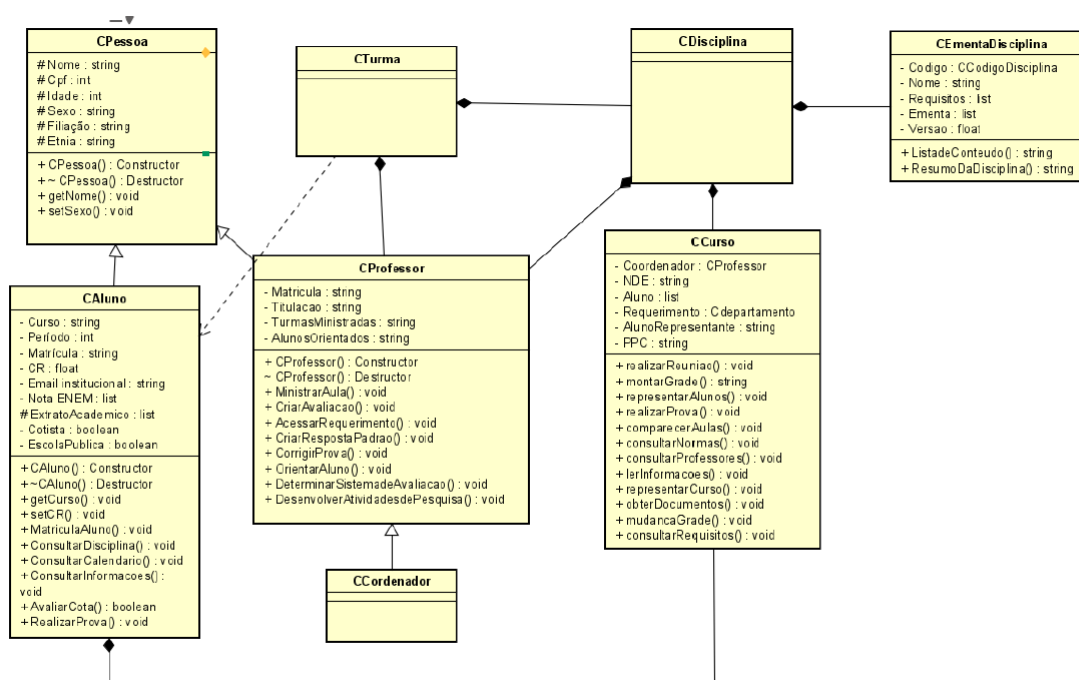 CPessoa
# Nome : string
# Cpf : int
# Idade : int
# Sexo : string
# Filiação : string
# Etnia : string
+ CPessoa() : Constructor
+ ~ CPessoa() : Destructor
+ getNome() : void
+ setSexo() : void
CTurma
CDisciplina
CEmentaDisciplina
- Codigo : CCodigoDisciplina
- Nome : string
- Requisitos : list
- Ementa : list
- Versao : float
+ ListadeConteudo() : string
+ ResumoDaDisciplina() : string
CAluno
- Curso : string
- Período : int
- Matrícula : string
- CR : float
- Email institucional : string
- Nota ENEM : list
# ExtratoAcademico : list
- Cotista : boolean
- EscolaPublica : boolean
+ CAluno() : Constructor
+ ~CAluno() : Destructor
+ getCurso() : void
+ setCR() : void
+ MatriculaAluno() : void
+ ConsultarDisciplina() : void
+ ConsultarCalendario() : void
+ ConsultarInformacoes() :
void
+ AvaliarCota() : boolean
+ RealizarProva() : void
CProfessor
- Matricula : string
- Titulacao : string
- TurmasMinistradas : string
- AlunosOrientados : string
+ CProfessor() : Constructor
~ CProfessor() : Destructor
+ MinistrarAula() : void
+ CriarAvaliacao() : void
+ AcessarRequerimento() : void
+ CriarRespostaPadrao() : void
+ CorrigirProva() : void
+ OrientarAluno() : void
+ DeterminarSistemadeAvaliacao() : void
+ DesenvolverAtividadesdePesquisa() : void
CCordenador
CCurso
- Coordenador : CProfessor
- NDE : string
- Aluno : list
- Requerimento : Cdepartamento
- AlunoRepresentante : string
- PPC : string
+ realizarReuniao() : void
+ montarGrade() : string
+ representarAlunos() : void
+ realizarProva() : void
+ comparecerAulas() : void
+ consultarNormas() : void
+ consultarProfessores() : void
+ lerInformacoes() : void
+ representarCurso() : void
+ obterDocumentos() : void
+ mudancaGrade() : void
+ consultarRequisitos() : void